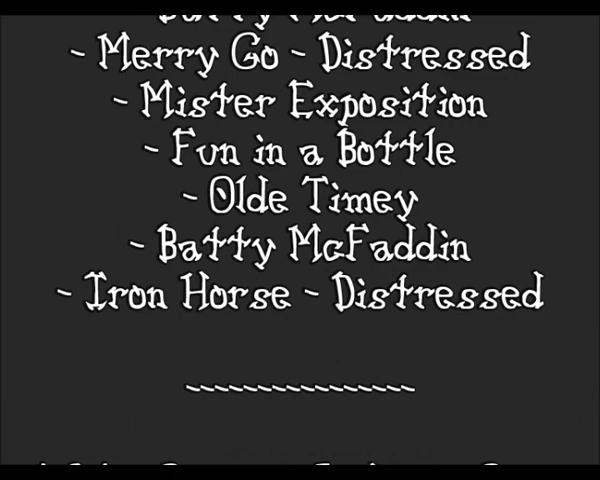 ~ Merry Go ~ Distressed
~ Mister Exposition
~ Fun in a Bottle
~ Olde Timey
~ Batty McFaddin
~ Iron Horse ~ Distressed
~~~~~~~~~~~~~~~~